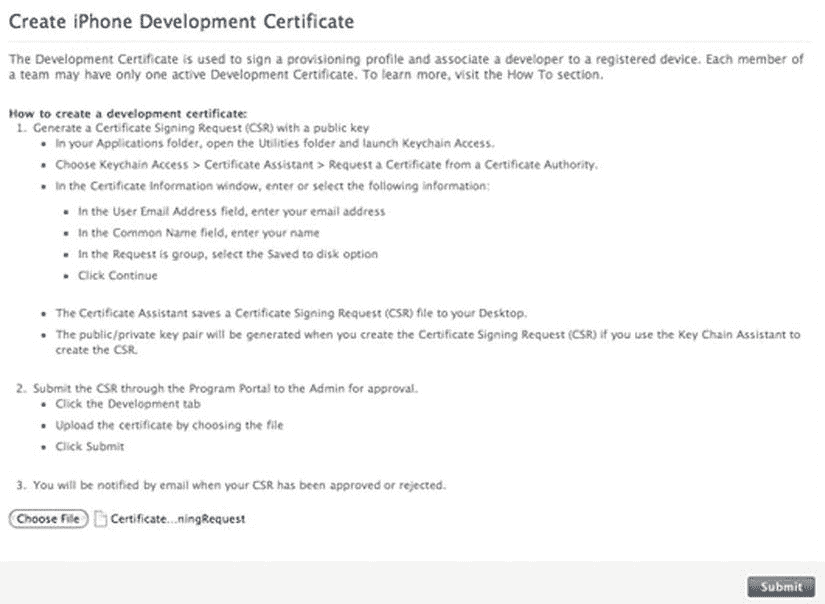 Create iPhone Development Certificate
The Development Certificate is used to sign a provisioning profile and associate a developer to a registered device. Each member of
a team may have only one active Development Certificate. To learn more, visit the How To section.
How to create a development certificate:
1. Generate a Certificate Signing Request (CSR) with a public key
• In your Applications folder, open the Utilities folder and launch Keychain Access.
• Choose Keychain Access > Certificate Assistant > Request a Certificate from a Certificate Authority.
• In the Certificate Information window, enter or select the following information:
• In the User Email Address field, enter your email address
• In the Common Name field, enter your name
• In the Request is group, select the Saved to disk option
• Click Continue
• The Certificate Assistant saves a Certificate Signing Request (CSR) file to your Desktop.
• The public/private key pair will be generated when you create the Certificate Signing Request (CSR) if you use the Key Chain Assistant to
create the CSR.
2. Submit the CSR through the Program Portal to the Admin for approval.
• Click the Development tab
• Upload the certificate by choosing the file
• Click Submit
3. You will be notified by email when your CSR has been approved or rejected.
Choose File Certificate...ningRequest
Submit